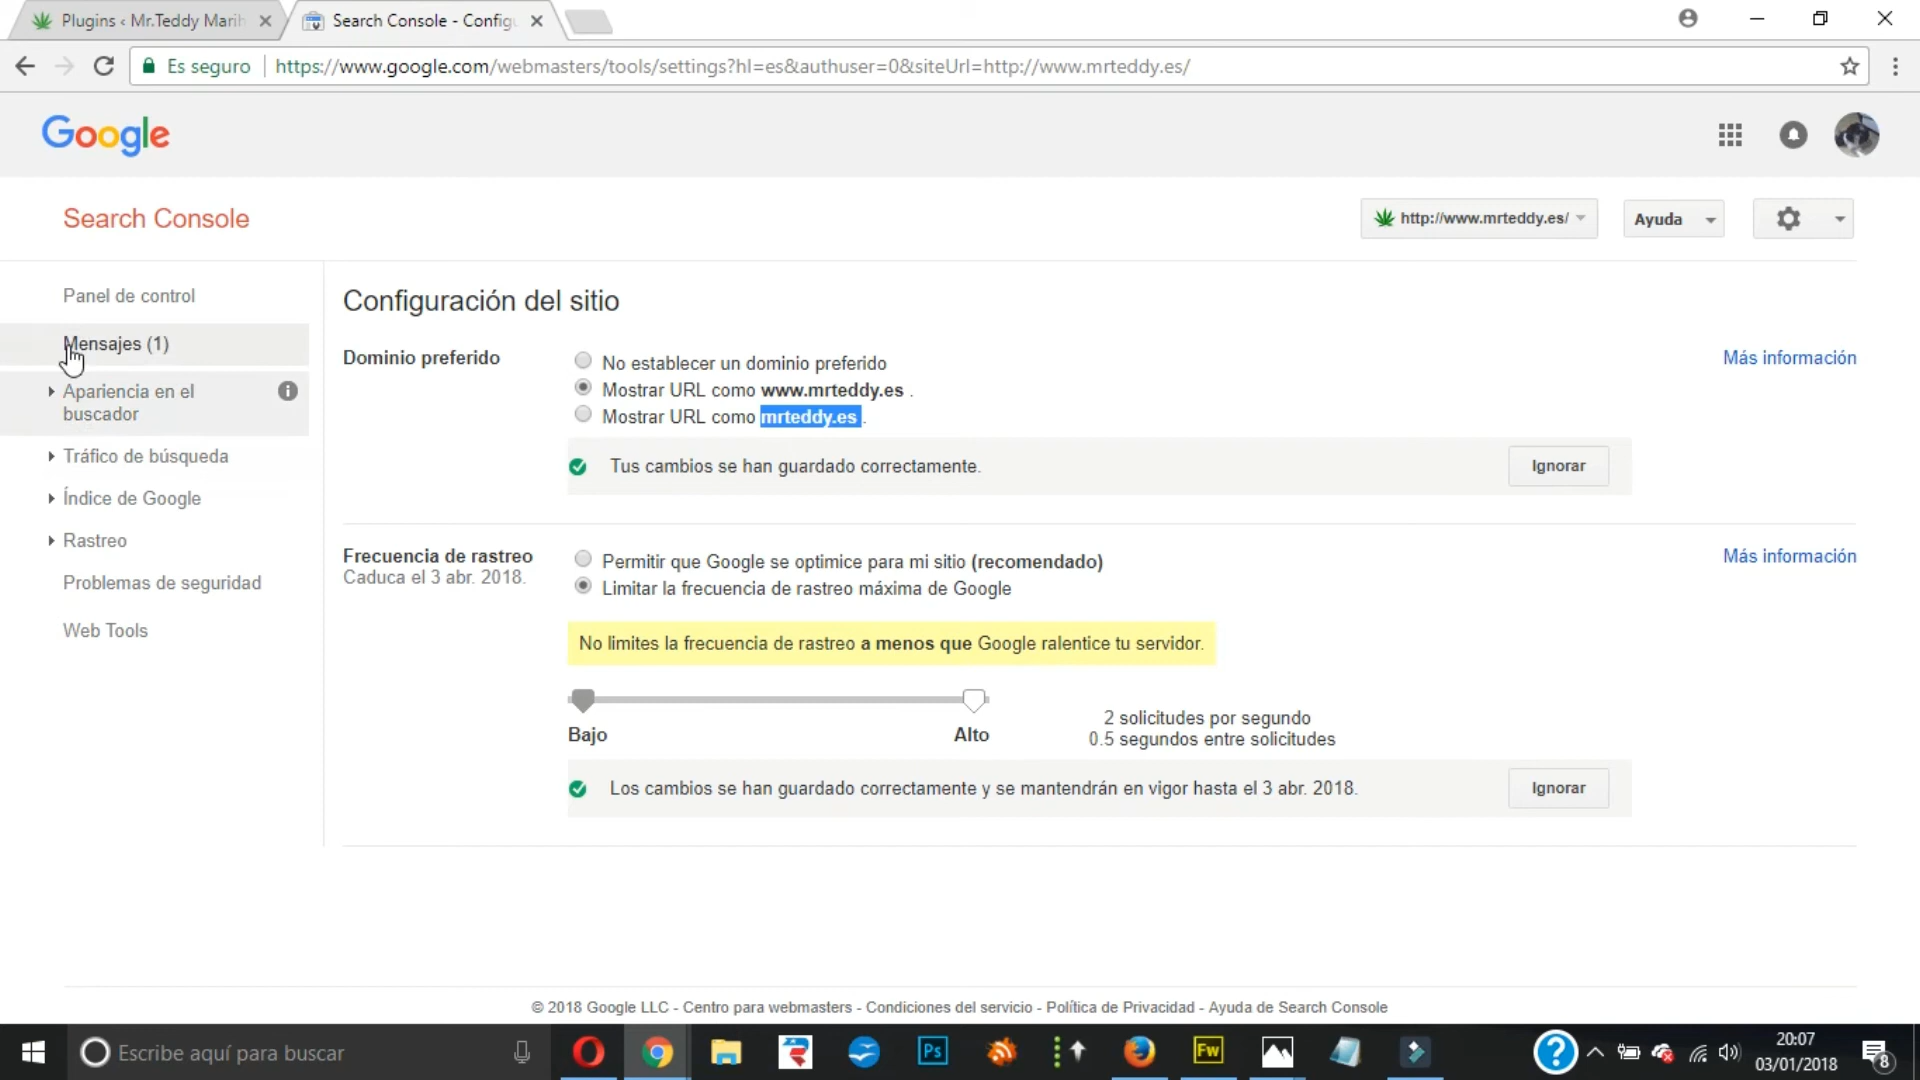 Plugins ‹ Mr.Teddy Marih
Search Console - Configu
Es seguro
https://www.google.com/webmasters/tools/settings?hl=es&authuser=0&siteUrl=http://www.mrteddy.es/
Google
Search Console
http://www.mrteddy.es/
Ayuda
Panel de control
Mensajes (1)
Apariencia en el
buscador
Tráfico de búsqueda
Índice de Google
Rastreo
Problemas de seguridad
Web Tools
Configuración del sitio
Dominio preferido
No establecer un dominio preferido
Mostrar URL como www.mrteddy.es .
Mostrar URL como mrteddy.es .
Más información
Tus cambios se han guardado correctamente.
Ignorar
Frecuencia de rastreo
Caduca el 3 abr. 2018.
Permitir que Google se optimice para mi sitio (recomendado)
Limitar la frecuencia de rastreo máxima de Google
Más información
No limites la frecuencia de rastreo a menos que Google ralentice tu servidor.
Bajo
Alto
2 solicitudes por segundo
0.5 segundos entre solicitudes
Los cambios se han guardado correctamente y se mantendrán en vigor hasta el 3 abr. 2018.
Ignorar
© 2018 Google LLC - Centro para webmasters - Condiciones del servicio - Política de Privacidad - Ayuda de Search Console
Escribe aquí para buscar
Ps
Fw
20:07
03/01/2018
8